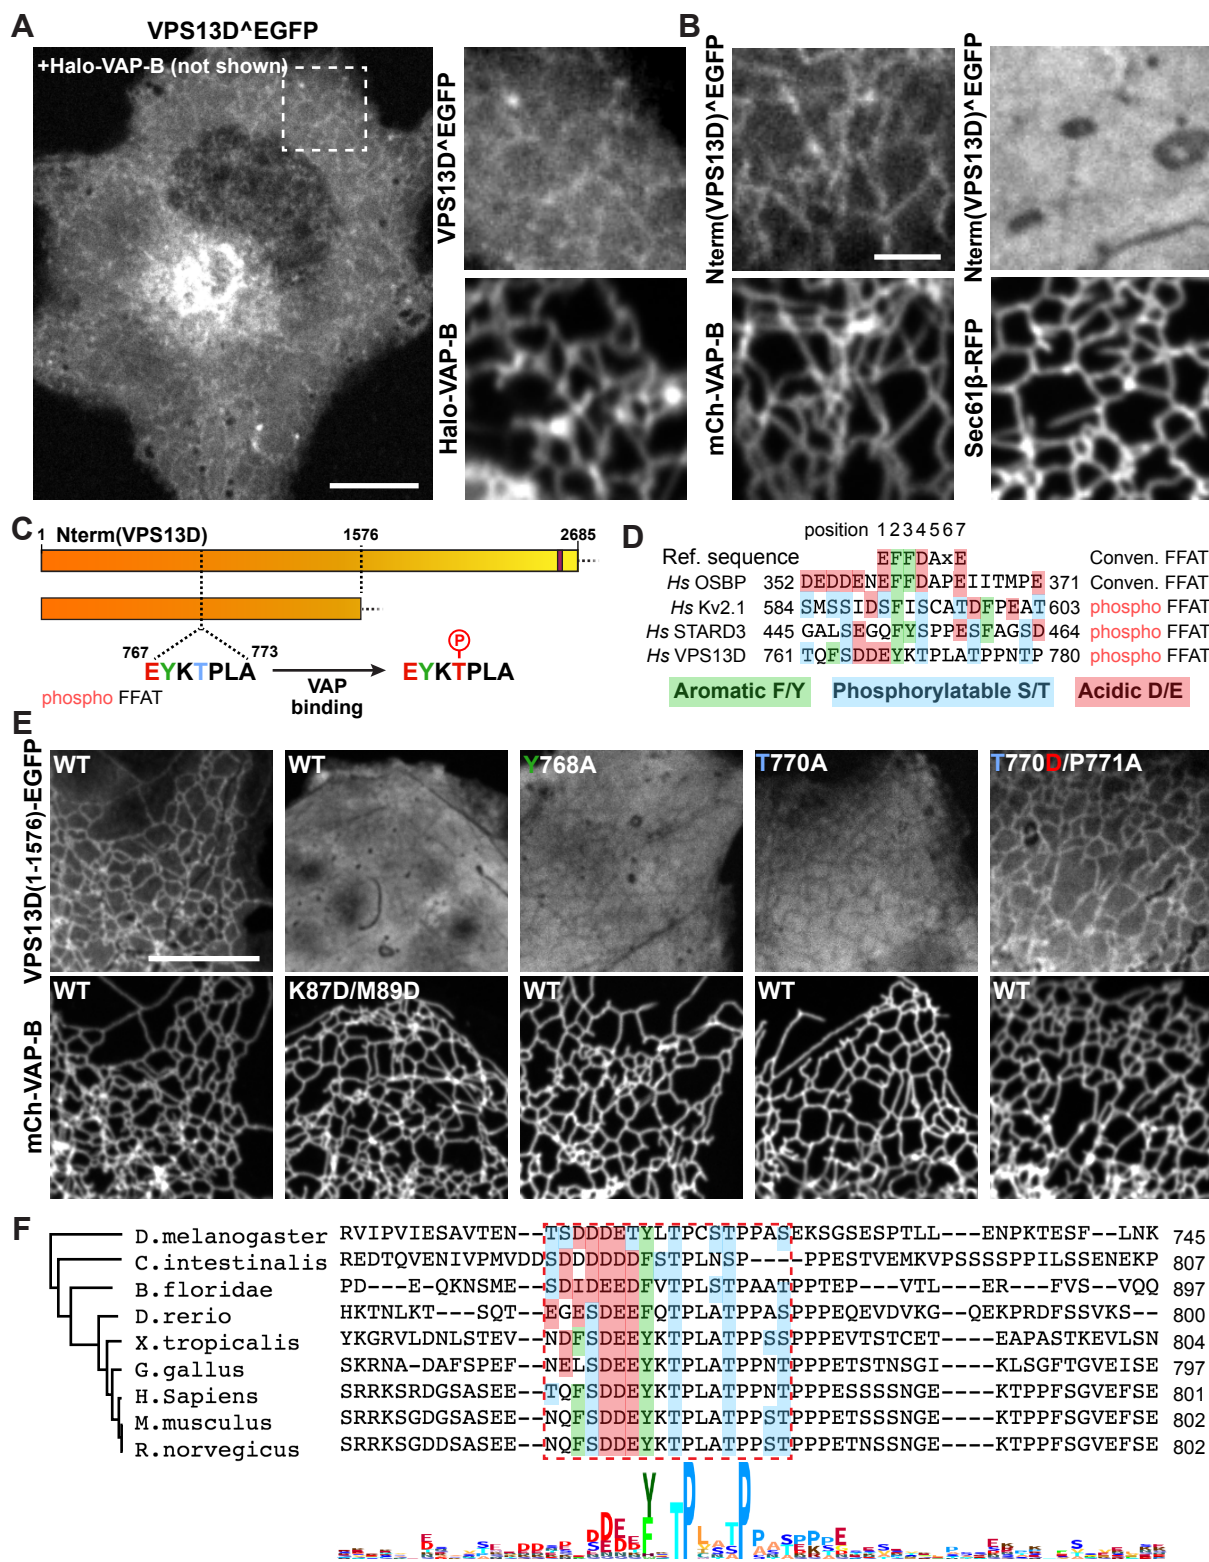 A
VPS13D^EGFP
+Halo-VAP-B (not shown)
VPS13D^EGFP
Halo-VAP-B
B
Nterm(VPS13D)^EGFP
Nterm(VPS13D)^EGFP
mCh-VAP-B
Sec61β-RFP
C
1 Nterm(VPS13D) 1576 2685
767 773
EYKTPLA
P
EYKTPLA
phospho FFAT
VAP
binding
D
position 1234567
Ref. sequence EFFDAxE Conven. FFAT
Hs OSBP 352 DEDDENEFFDAPEIITMPE 371 Conven. FFAT
Hs Kv2.1 584 SMSSIDSFISCATDFPEAT 603 phospho FFAT
Hs STARD3 445 GALSEGQFYSPPESFAGSD 464 phospho FFAT
Hs VPS13D 761 TQFSDDEYKTPLATPPNTP 780 phospho FFAT
Aromatic F/Y Phosphorylatable S/T Acidic D/E
E
VPS13D(1-1576)-EGFP
WT WT Y768A T770A T770D/P771A
mCh-VAP-B
WT K87D/M89D WT WT WT
F
D.melanogaster RVIPVIESAVTEN--TSDDDETYLTPCSTPPASEKSGSESPTLL---ENPKTESF--LNK 745
C.intestinalis REDTQVENIVPMVDDSDDDDDDFSTPLNSP----PPESTVEMKVPSSSSPPILSSENEKP 807
B.floridae PD---E-QKNSME--SDIDEEDFVTPLSTPAATPPTEP---VTL---ER---FVS-VQQ 897
D.rerio HKTNLKT---SQT--EGESDEEFQTPLATPPASPPPEQEVDVKG--QEKPRDFSSVKS- 800
X.tropicalis YKGRVLDNLSTEV--NDFSDEEYKTPLATPPSSPPPEVTSTCET----EAPASTKEVLSN 804
G.gallus SKRNA-DAFSPEF--NELSDEEYKTPLATPPNTPPPETSTNSGI----KLSGFTGVEISE 797
H.Sapiens SRRKSRDGSASEE--TQFSDDEYKTPLATPPNTPPPESSSNGE----KTPPFSGVEFSE 801
M.musculus SRRKSGDGSASEE--NQFSDDEYKTPLATPPSTPPPESSSNGE----KTPPFSGVEFSE 802
R.norvegicus SRRKSGDDSASEE--NQFSDDEYKTPLATPPSTPPPETNSSNGE----KTPPFSGVEFSE 802